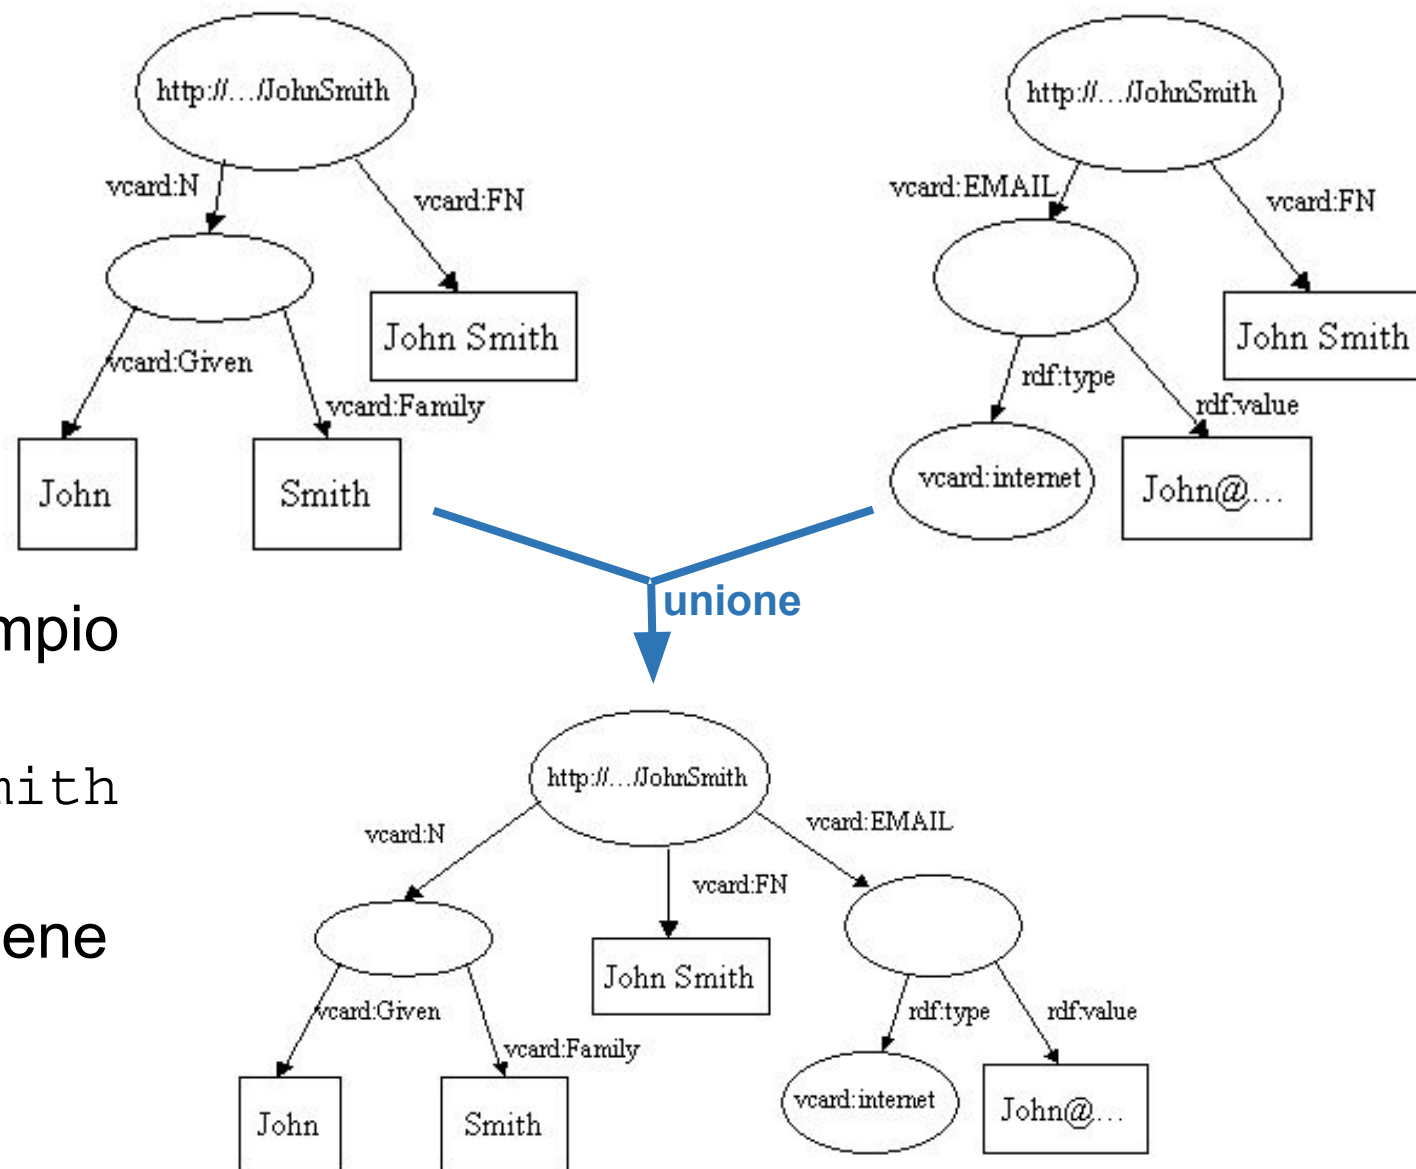 http://.../JohnSmith
vcard:N
vcard:FN
John Smith
vcard:Given
vcard:Family
John
Smith
http://.../JohnSmith
vcard:EMAIL
vcard:FN
John Smith
rdf:type
rdf:value
vcard:internet
John@...
unione
mpio
mith
ene
http://.../JohnSmith
vcard:N
vcard:EMAIL
vcard:FN
John Smith
vcard:Given
vcard:Family
rdf:type
rdf:value
John
Smith
vcard:internet
John@...